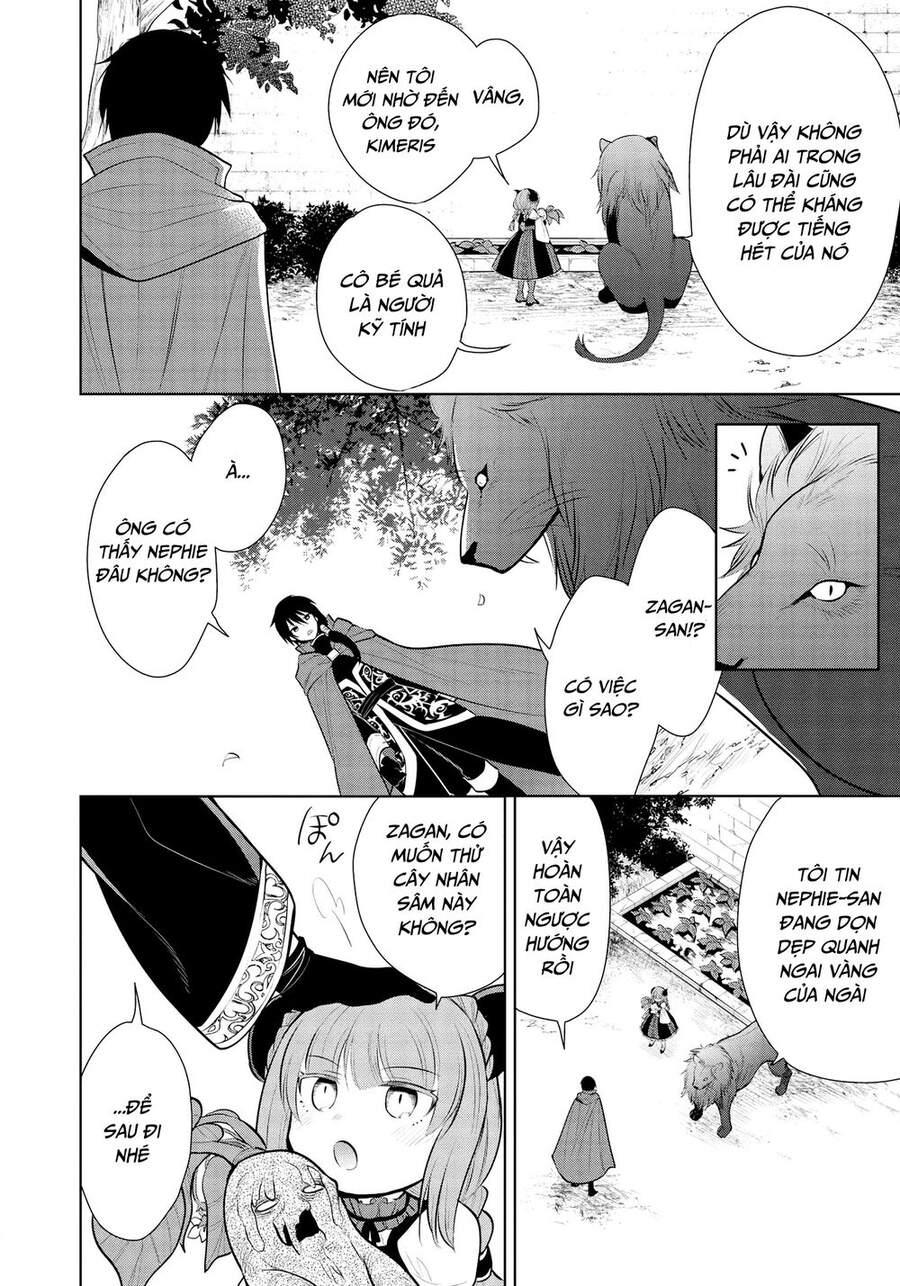 DÙ VẬY KHÔNG
PHẢI AI TRONG
LÂU ĐÀI CŨNG
CÓ THỂ KHÁNG
ĐƯỢC TIẾNG
HÉT CỦA NÓ
VÂNG,
NÊN TÔI
MỚI NHỜ ĐẾN
ÔNG ĐÓ,
KIMERIS
CÔ BÉ QUẢ
LÀ NGƯỜI
KỸ TÍNH
ZAGAN-
SAN!?
CÓ VIỆC
GÌ SAO?
À...
ÔNG CÓ
THẤY NEPHIE
ĐÂU KHÔNG?
TÔI TIN
NEPHIE-SAN
ĐANG DỌN
DẸP QUANH
NGAI VÀNG
CỦA NGÀI
VẬY
HOÀN
TOÀN
NGƯỢC
HƯỚNG
RỒI
ZAGAN, CÓ
MUỐN THỬ
CÂY NHÂN
SÂM NÀY
KHÔNG?
ぽん
...ĐỂ
SAU ĐI
NHÉ